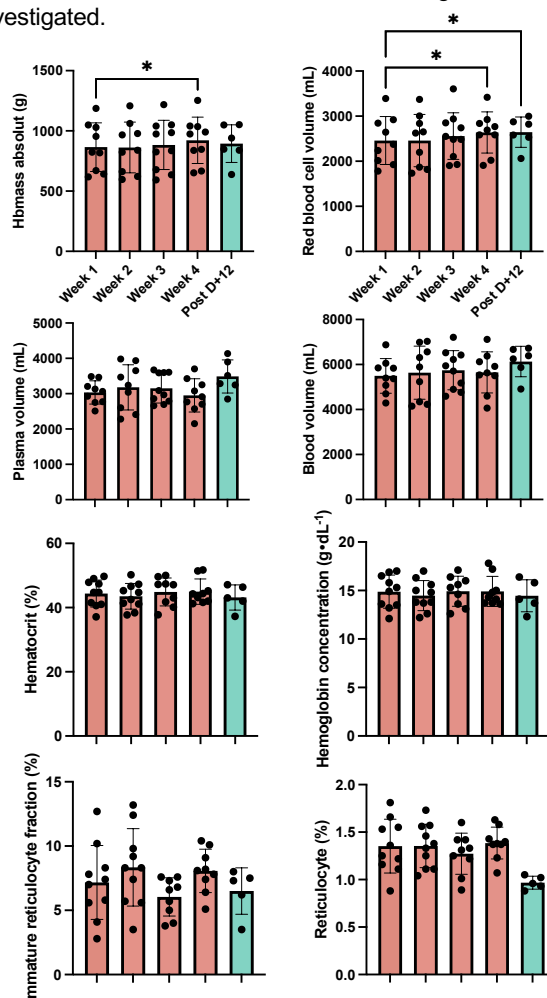 vestigated.
*
*
*
Hbmass absolut (g)
1500
1000
500
0
Week 1
Week 2
Week 3
Week 4
Post D+12
Red blood cell volume (mL)
4000
3000
2000
1000
0
Week 1
Week 2
Week 3
Week 4
Post D+12
Plasma volume (mL)
5000
4000
3000
2000
1000
0
Blood volume (mL)
8000
6000
4000
2000
0
Hematocrit (%)
60
40
20
0
Hemoglobin concentration (g•dL⁻¹)
20
15
10
5
0
mmature reticulocyte fraction (%)
15
10
5
0
Reticulocyte (%)
2.0
1.5
1.0
0.5
0.0